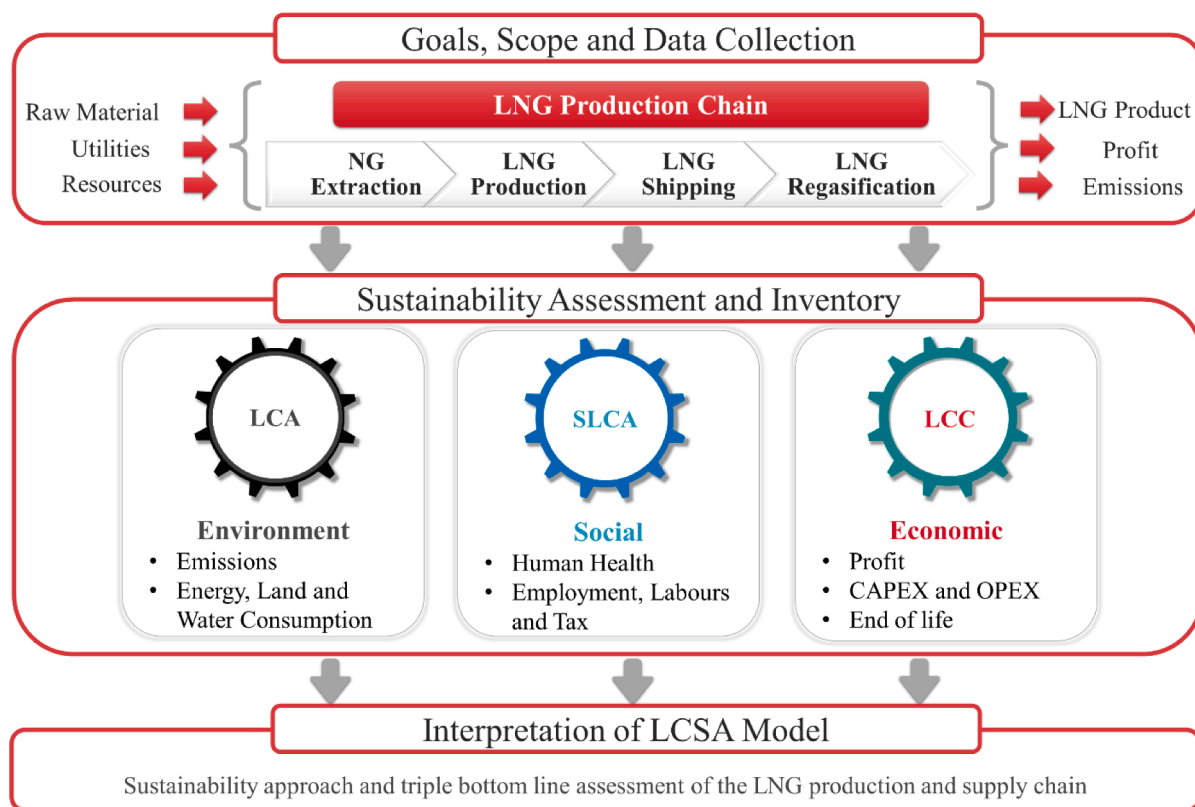 Goals, Scope and Data Collection
Raw Material
Utilities
Resources
LNG Production Chain
NG
Extraction
LNG
Production
LNG
Shipping
LNG
Regasification
LNG Product
Profit
Emissions
Sustainability Assessment and Inventory
LCA
Environment
• Emissions
• Energy, Land and
Water Consumption
SLCA
Social
• Human Health
• Employment, Labours
and Tax
LCC
Economic
• Profit
• CAPEX and OPEX
• End of life
Interpretation of LCSA Model
Sustainability approach and triple bottom line assessment of the LNG production and supply chain